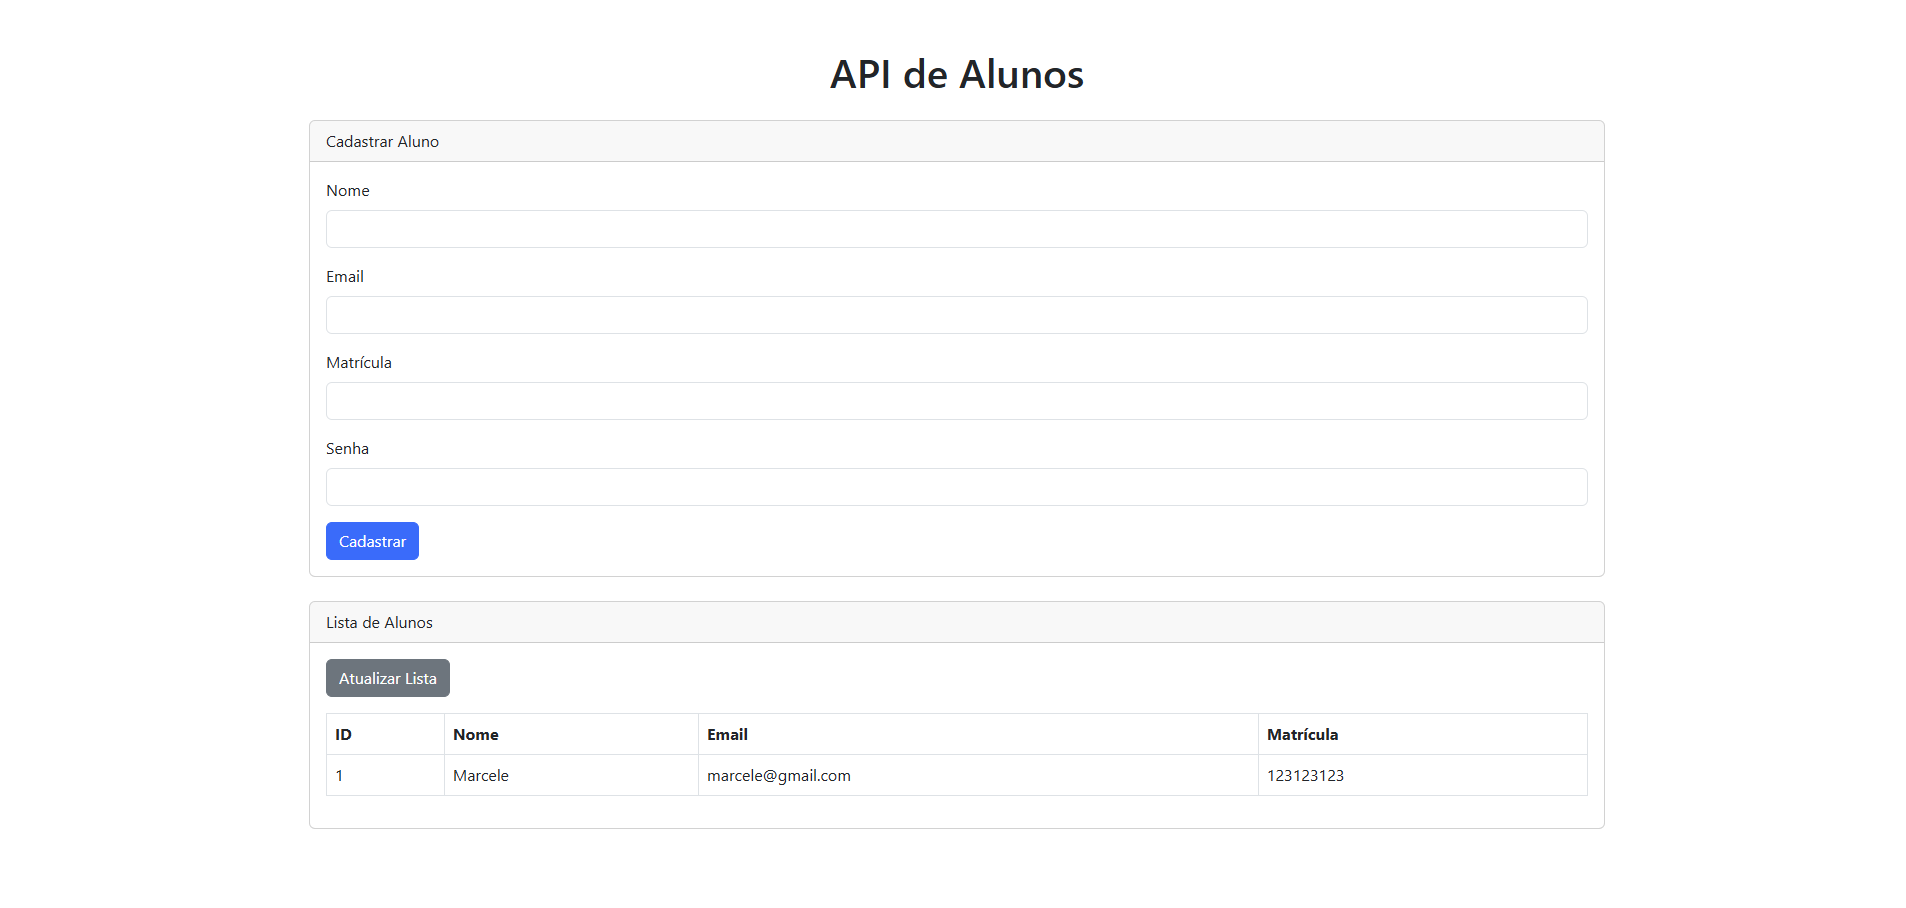 API de Alunos
Cadastrar Aluno
Nome
Email
Matrícula
Senha
Cadastrar
Lista de Alunos
Atualizar Lista
ID Nome Email Matrícula
1 Marcele marcele@gmail.com 123123123